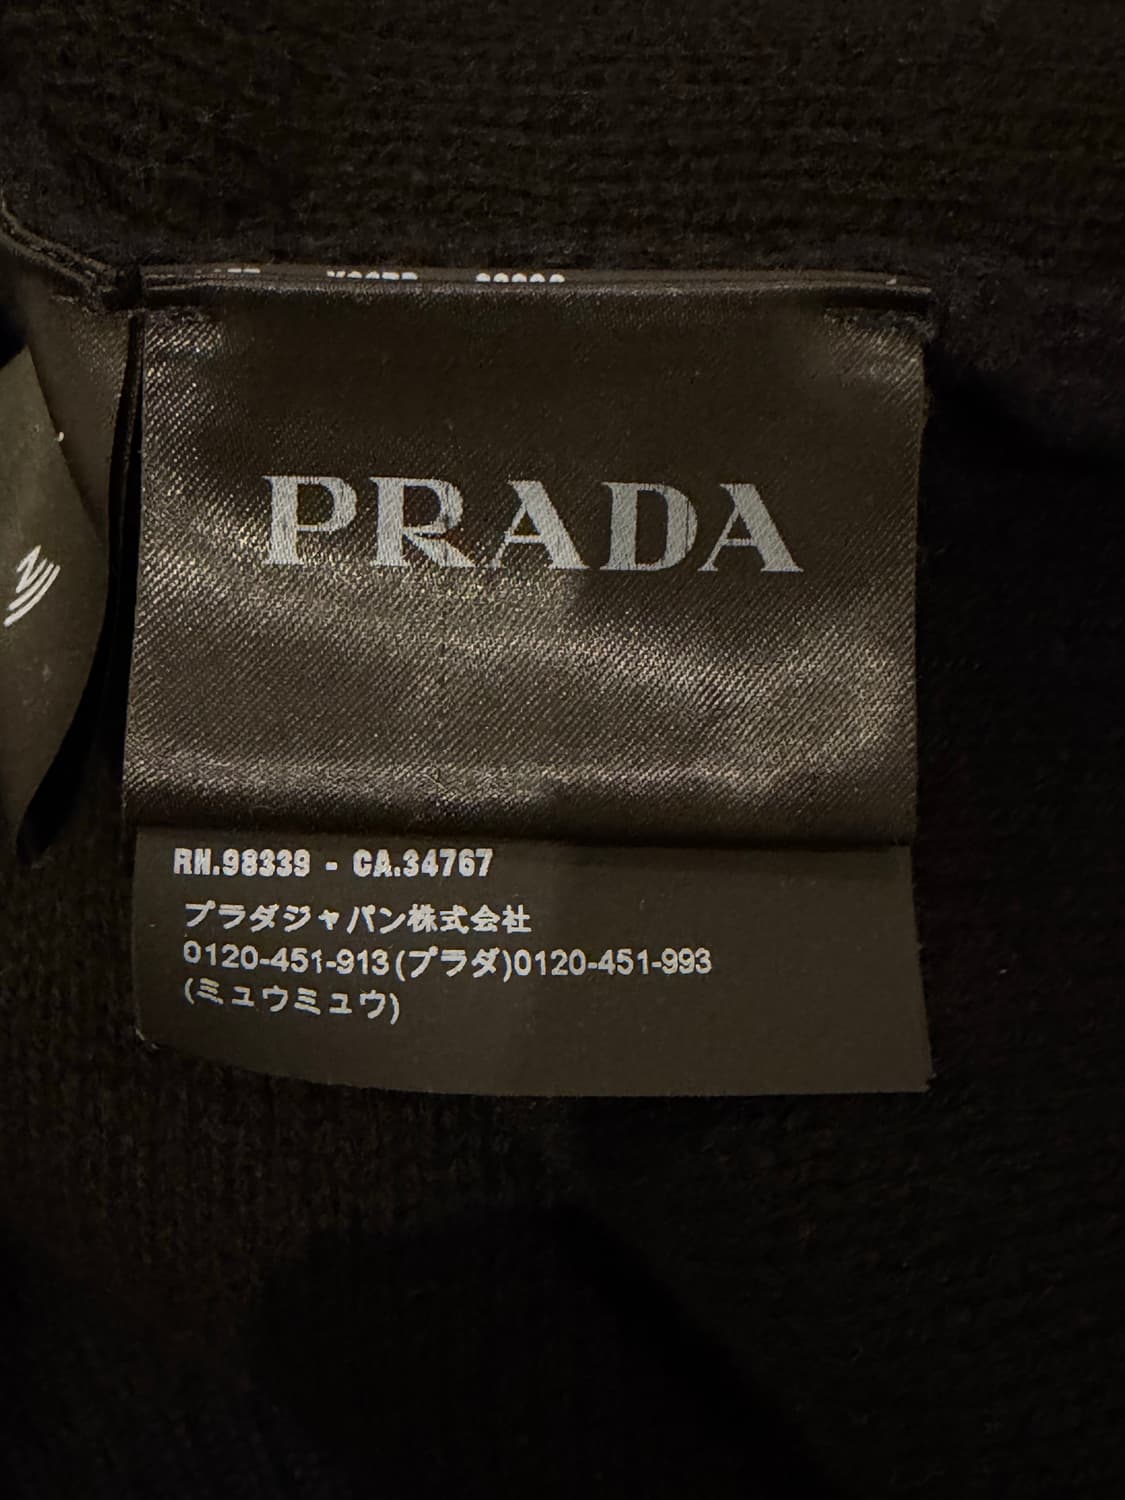 PRADA
RN.98339 - CA.34767
プラダジャパン株式会社
0120-451-913(プラダ)0120-451-993
(ミュウミュウ)